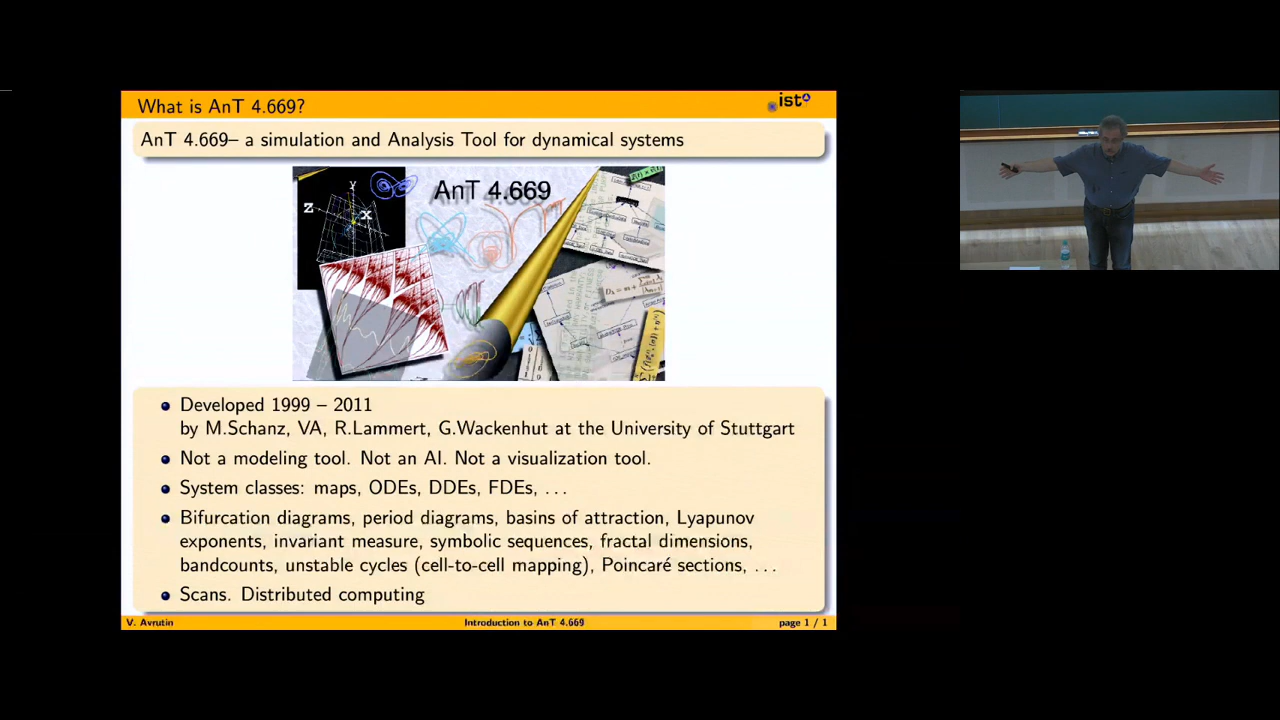 What is AnT 4.669?
ist
AnT 4.669– a simulation and Analysis Tool for dynamical systems
AnT 4.669
y
z
x
Developed 1999 – 2011
by M.Schanz, VA, R.Lammert, G.Wackenhut at the University of Stuttgart
Not a modeling tool. Not an AI. Not a visualization tool.
System classes: maps, ODEs, DDEs, FDEs, . . .
Bifurcation diagrams, period diagrams, basins of attraction, Lyapunov
exponents, invariant measure, symbolic sequences, fractal dimensions,
bandcounts, unstable cycles (cell-to-cell mapping), Poincaré sections, . . .
Scans. Distributed computing
V. Avrutin
Introduction to AnT 4.669
page 1 / 1